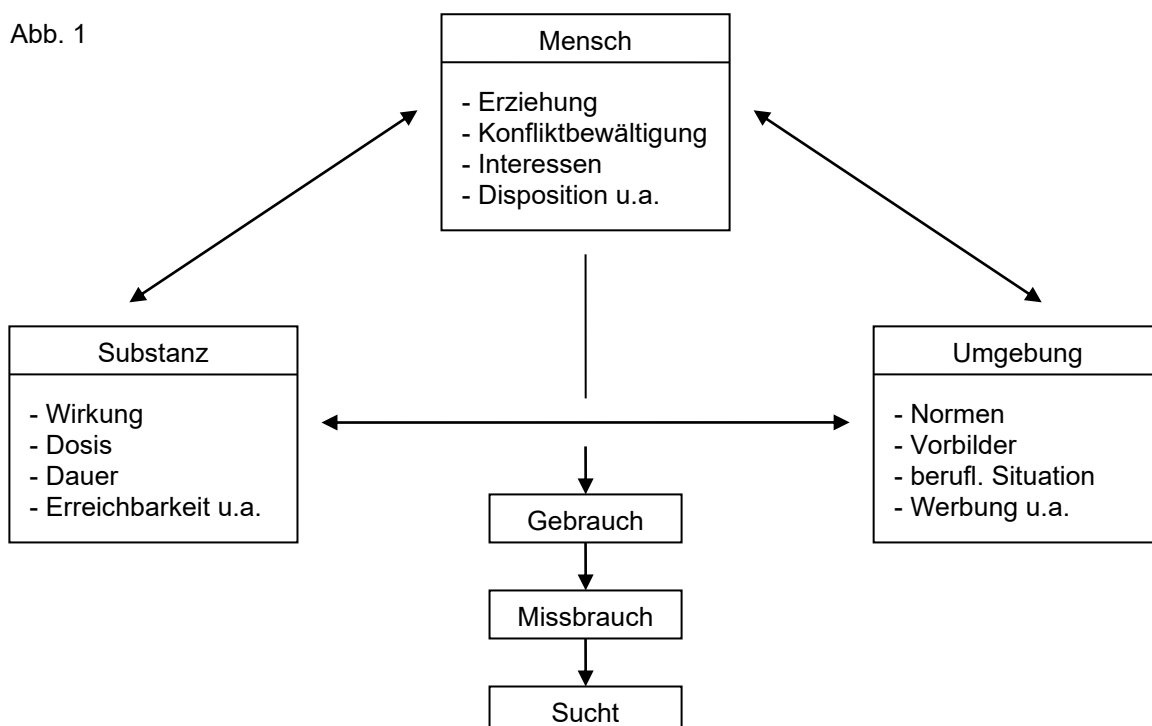 Abb. 1
Mensch
- Erziehung
- Konfliktbewältigung
- Interessen
- Disposition u.a.
Substanz
- Wirkung
- Dosis
- Dauer
- Erreichbarkeit u.a.
Umgebung
- Normen
- Vorbilder
- berufl. Situation
- Werbung u.a.
Gebrauch
Missbrauch
Sucht